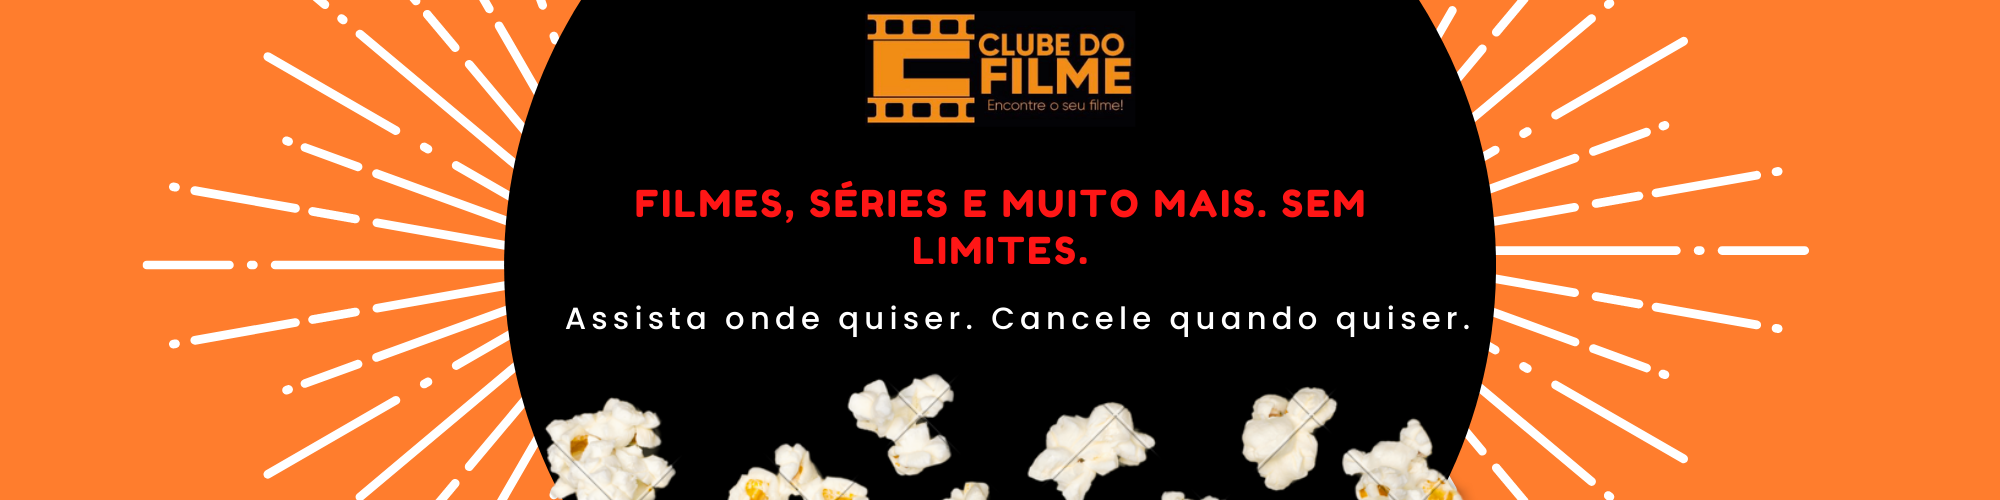 CLUBE DO
FILME
Encontre o seu filme!
FILMES, SÉRIES E MUITO MAIS. SEM
LIMITES.
Assista onde quiser. Cancele quando quiser.